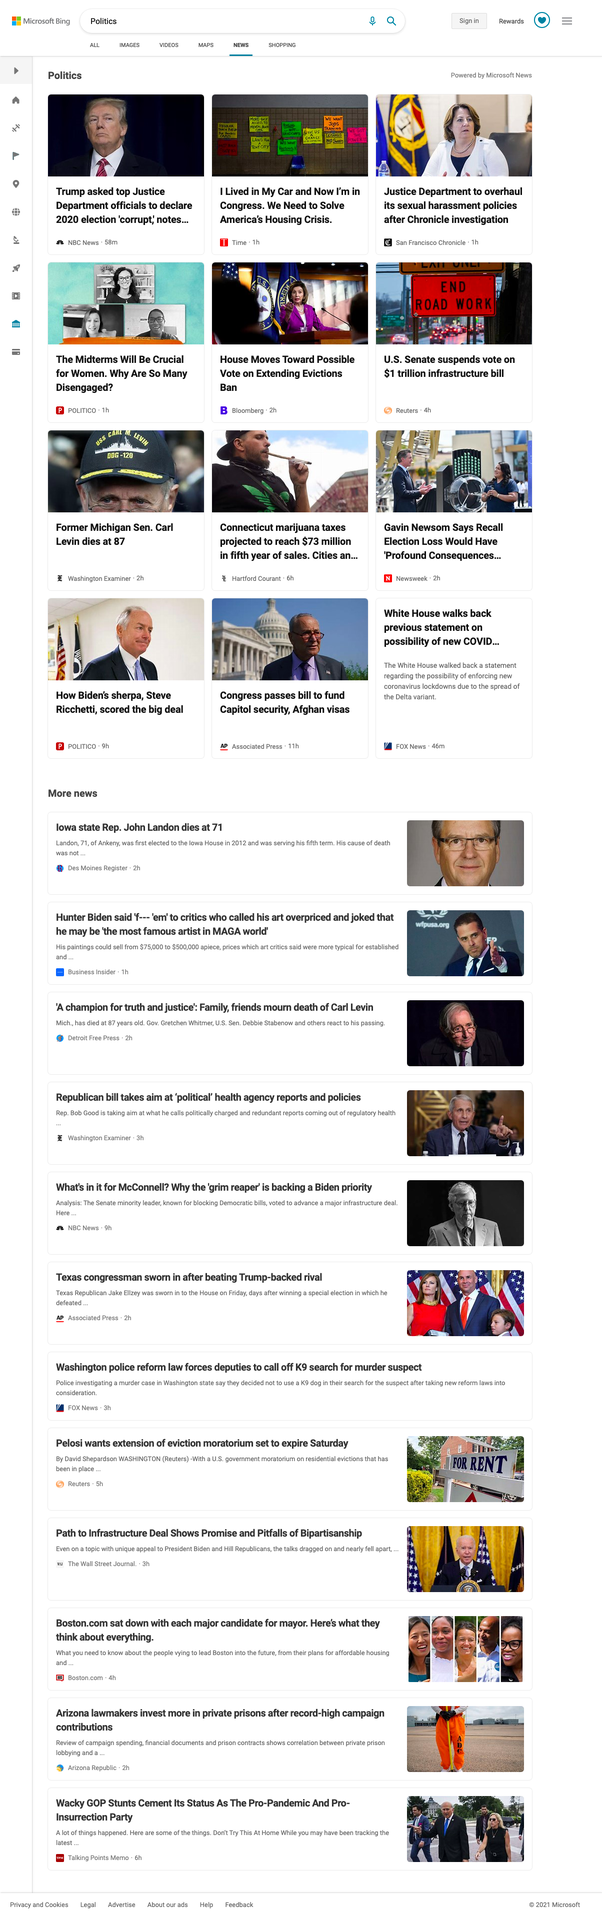 Microsoft Bing
Politics
Sign in
Rewards
ALL IMAGES VIDEOS MAPS NEWS SHOPPING
Politics
Powered by Microsoft News
Trump asked top Justice
Department officials to declare
2020 election 'corrupt,' notes...
NBC News · 58m
I Lived in My Car and Now I'm in
Congress. We Need to Solve
America's Housing Crisis.
Time · 1h
Justice Department to overhaul
its sexual harassment policies
after Chronicle investigation
San Francisco Chronicle · 1h
The Midterms Will Be Crucial
for Women. Why Are So Many
Disengaged?
POLITICO · 1h
House Moves Toward Possible
Vote on Extending Evictions
Ban
Bloomberg · 2h
END
ROAD WORK
U.S. Senate suspends vote on
$1 trillion infrastructure bill
Reuters · 4h
USS CARL M. LEVIN
DDG-120
Former Michigan Sen. Carl
Levin dies at 87
Washington Examiner · 2h
Connecticut marijuana taxes
projected to reach $73 million
in fifth year of sales. Cities an...
Hartford Courant · 6h
Gavin Newsom Says Recall
Election Loss Would Have
'Profound Consequences...
Newsweek · 2h
How Biden's sherpa, Steve
Ricchetti, scored the big deal
POLITICO · 9h
Congress passes bill to fund
Capitol security, Afghan visas
Associated Press · 11h
White House walks back
previous statement on
possibility of new COVID...
The White House walked back a statement
regarding the possibility of enforcing new
coronavirus lockdowns due to the spread of
the Delta variant.
FOX News · 46m
More news
Iowa state Rep. John Landon dies at 71
Landon, 71, of Ankeny, was first elected to the Iowa House in 2012 and was serving his fifth term. His cause of death
was not ...
Des Moines Register · 2h
Hunter Biden said 'f--- 'em' to critics who called his art overpriced and joked that
he may be 'the most famous artist in MAGA world'
His paintings could sell from $75,000 to $500,000 apiece, prices which art critics said were more typical for established
and ...
Business Insider · 1h
wfpusa.org
'A champion for truth and justice': Family, friends mourn death of Carl Levin
Mich., has died at 87 years old. Gov. Gretchen Whitmer, U.S. Sen. Debbie Stabenow and others react to his passing.
Detroit Free Press · 2h
Republican bill takes aim at 'political' health agency reports and policies
Rep. Bob Good is taking aim at what he calls politically charged and redundant reports coming out of regulatory health
...
Washington Examiner · 3h
What's in it for McConnell? Why the 'grim reaper' is backing a Biden priority
Analysis: The Senate minority leader, known for blocking Democratic bills, voted to advance a major infrastructure deal.
Here ...
NBC News · 9h
Texas congressman sworn in after beating Trump-backed rival
Texas Republican Jake Ellzey was sworn in to the House on Friday, days after winning a special election in which he
defeated ...
Associated Press · 2h
Washington police reform law forces deputies to call off K9 search for murder suspect
Police investigating a murder case in Washington state say they decided not to use a K9 dog in their search for the suspect after taking new reform laws into
consideration.
FOX News · 3h
Pelosi wants extension of eviction moratorium set to expire Saturday
By David Shepardson WASHINGTON (Reuters) -With a U.S. government moratorium on residential evictions that has
been in place ...
Reuters · 5h
FOR RENT
Path to Infrastructure Deal Shows Promise and Pitfalls of Bipartisanship
Even on a topic with unique appeal to President Biden and Hill Republicans, the talks dragged on and nearly fell apart, ...
The Wall Street Journal. · 3h
Boston.com sat down with each major candidate for mayor. Here's what they
think about everything.
What you need to know about the people vying to lead Boston into the future, from their plans for affordable housing
and ...
Boston.com · 4h
Arizona lawmakers invest more in private prisons after record-high campaign
contributions
Review of campaign spending, financial documents and prison contracts shows correlation between private prison
lobbying and a ...
Arizona Republic · 2h
Wacky GOP Stunts Cement Its Status As The Pro-Pandemic And Pro-
Insurrection Party
A lot of things happened. Here are some of the things. Don't Try This At Home While you may have been tracking the
latest ...
Talking Points Memo · 6h
Privacy and Cookies Legal Advertise About our ads Help Feedback
© 2021 Microsoft